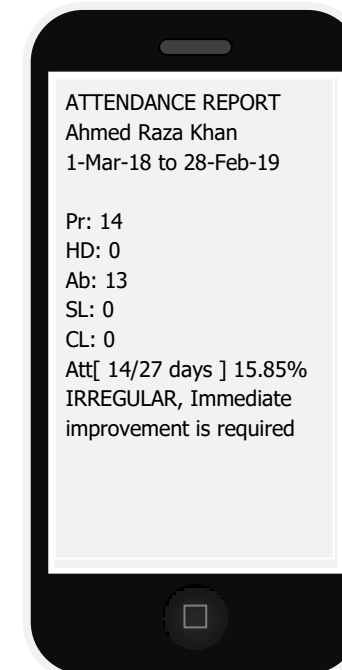 ATTENDANCE REPORT
Ahmed Raza Khan
1-Mar-18 to 28-Feb-19
Pr: 14
HD: 0
Ab: 13
SL: 0
CL: 0
Att[ 14/27 days ] 15.85%
IRREGULAR, Immediate
improvement is required